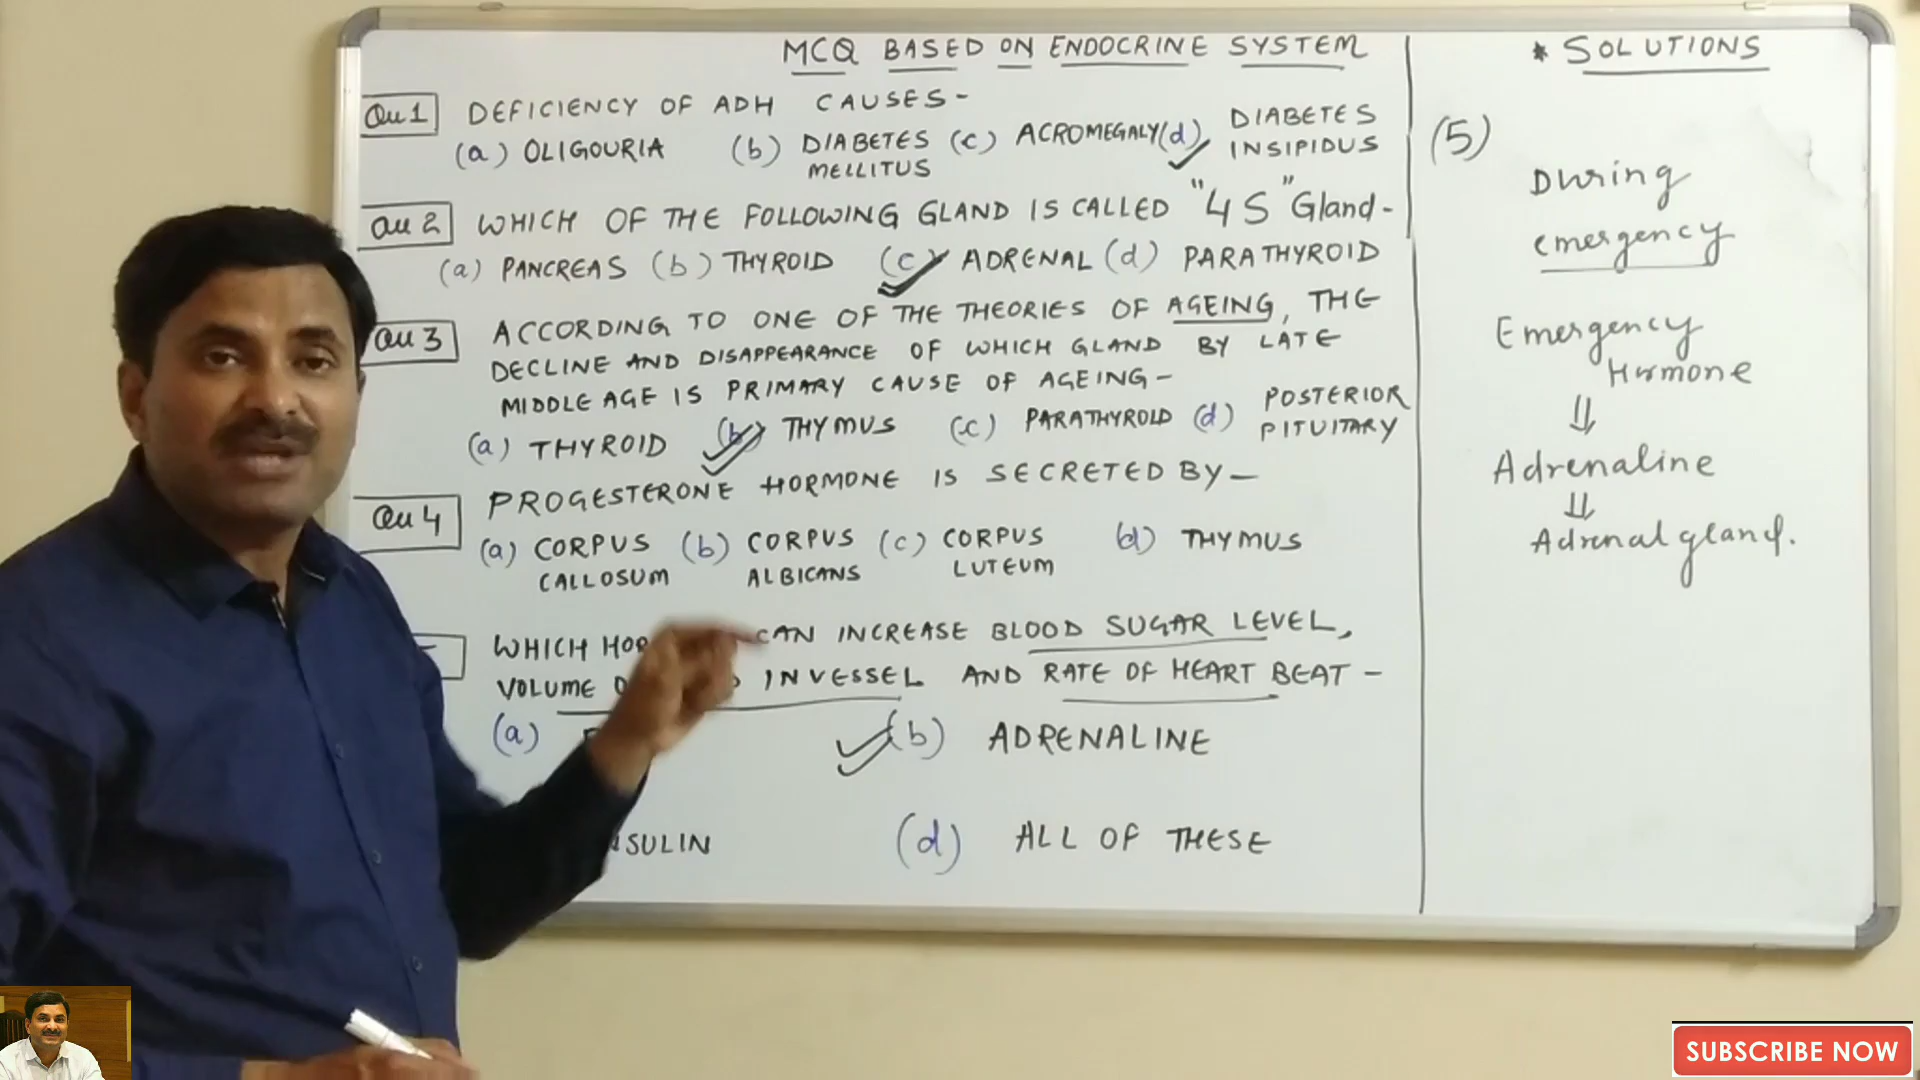 MCQ BASED ON ENDOCRINE SYSTEM
Qu 1 DEFICIENCY OF ADH CAUSES-
(a) OLIGOURIA (b) DIABETES MELLITUS (c) ACROMEGALY (d) DIABETES INSIPIDUS
Qu 2 WHICH OF THE FOLLOWING GLAND IS CALLED "4S" Gland-
(a) PANCREAS (b) THYROID (c) ADRENAL (d) PARATHYROID
Qu 3 ACCORDING TO ONE OF THE THEORIES OF AGEING, THE
DECLINE AND DISAPPEARANCE OF WHICH GLAND BY LATE
MIDDLE AGE IS PRIMARY CAUSE OF AGEING-
(a) THYROID (b) THYMUS (c) PARATHYROID (d) POSTERIOR PITUITARY
Qu 4 PROGESTERONE HORMONE IS SECRETED BY-
(a) CORPUS CALLOSUM (b) CORPUS ALBICANS (c) CORPUS LUTEUM (d) THYMUS
WHICH CAN INCREASE BLOOD SUGAR LEVEL,
VOLUME IN VESSEL AND RATE OF HEART BEAT-
(a) (b) ADRENALINE
(d) ALL OF THESE
* SOLUTIONS
(5)
During
emergency
Emergency
Hormone
⇓
Adrenaline
⇓
Adrenal gland.
SUBSCRIBE NOW